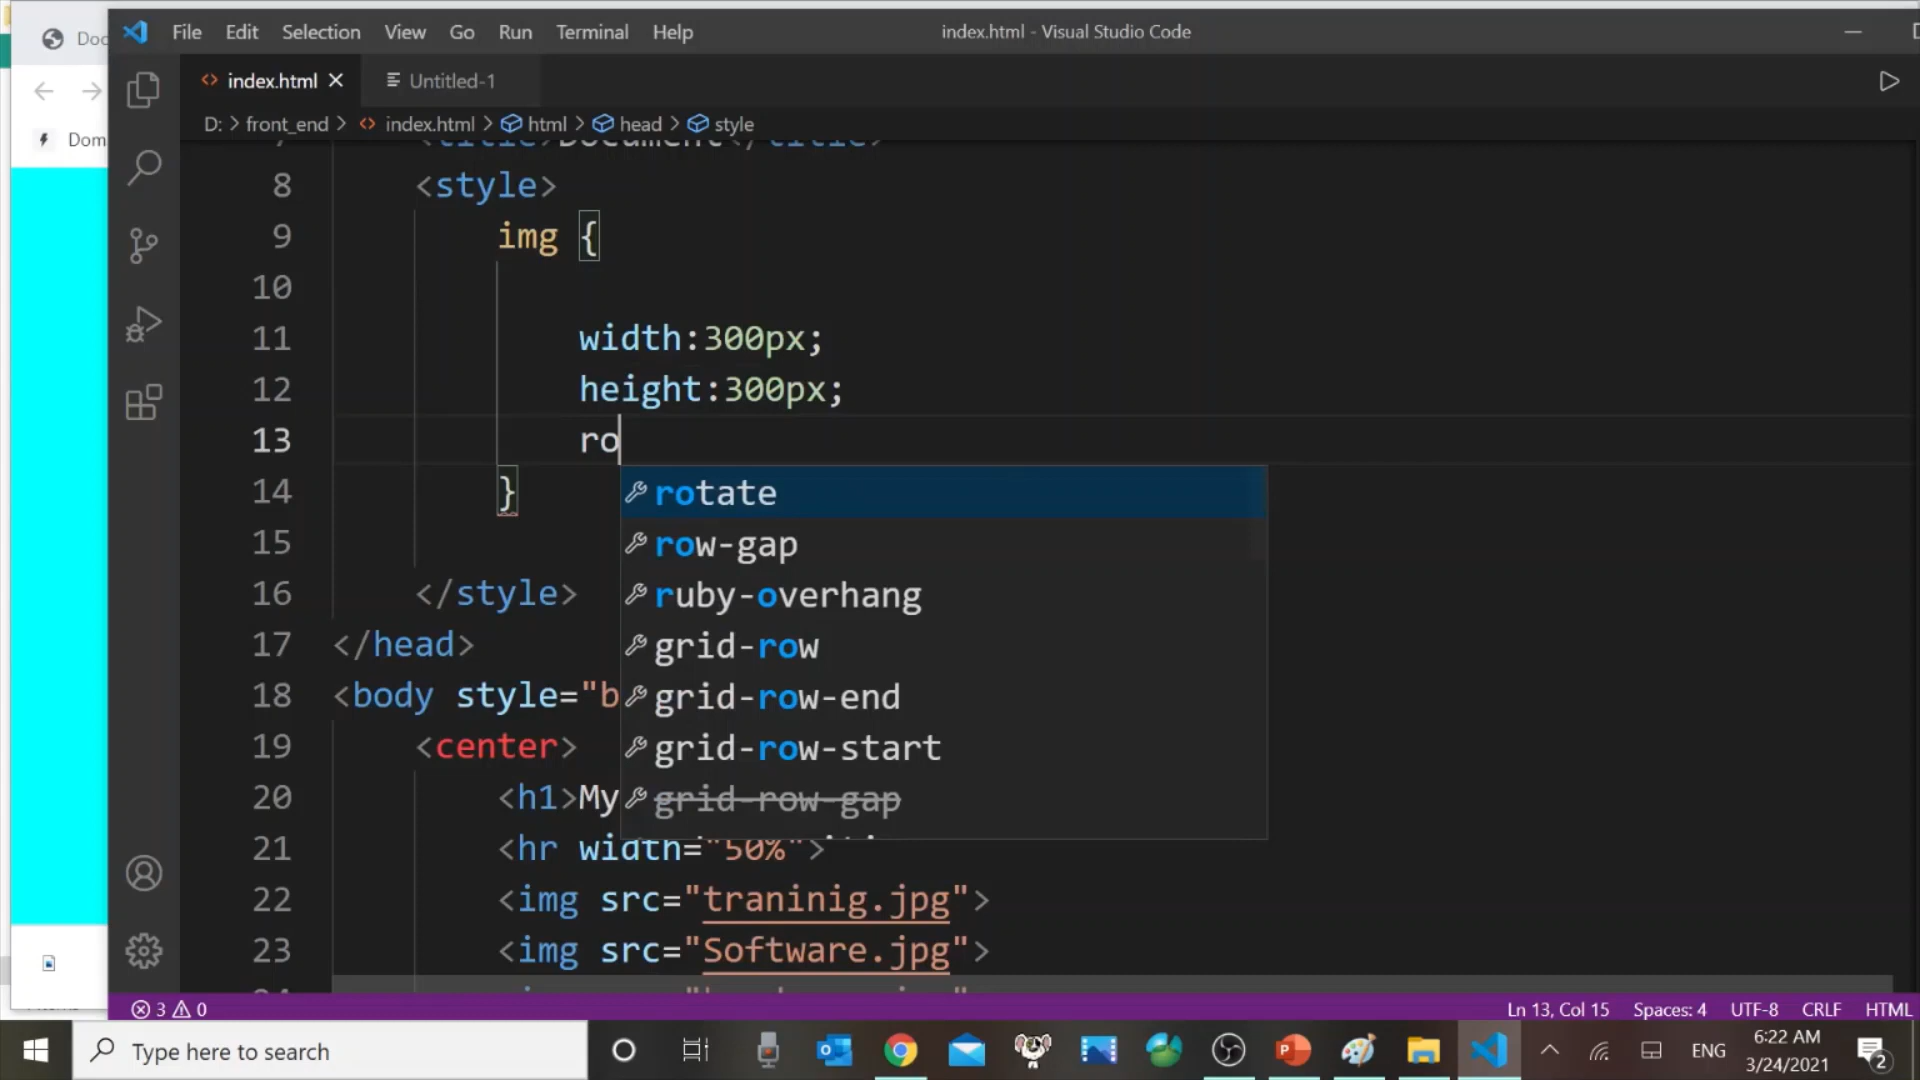 Doc
File Edit Selection View Go Run Terminal Help
index.html - Visual Studio Code
index.html Untitled-1
D: > front_end > index.html > html > head > style
Dom
7 <title>Document</title>
8 <style>
9 img {
10
11 width:300px;
12 height:300px;
13 ro
14 }
15
16 </style>
17 </head>
18 <body style="b
19 <center>
20 <h1>My
21 <hr width="50%">
22 <img src="traninig.jpg">
23 <img src="Software.jpg">
rotate
row-gap
ruby-overhang
grid-row
grid-row-end
grid-row-start
grid-row-gap
3 0
Ln 13, Col 15 Spaces: 4 UTF-8 CRLF HTML
Type here to search
ENG
6:22 AM
3/24/2021
2